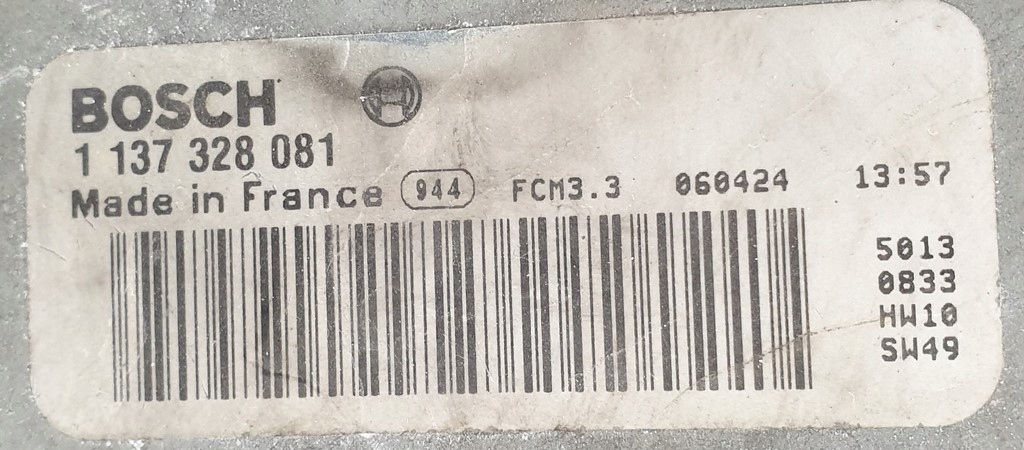 BOSCH
1 137 328 081
Made in France 944 FCM3.3 060424 13:57
5013
0833
HW10
SW49